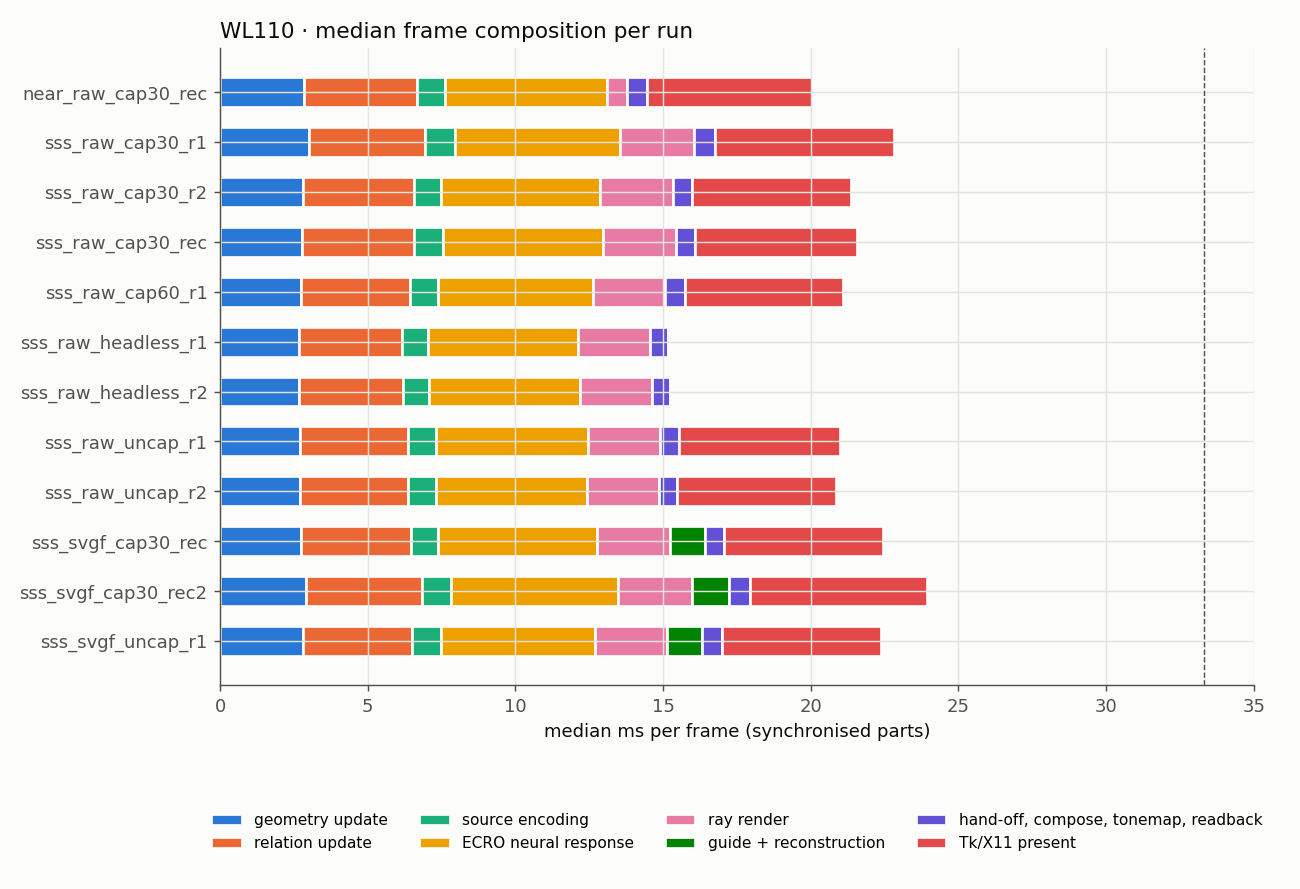 WL110 · median frame composition per run
near_raw_cap30_rec
sss_raw_cap30_r1
sss_raw_cap30_r2
sss_raw_cap30_rec
sss_raw_cap60_r1
sss_raw_headless_r1
sss_raw_headless_r2
sss_raw_uncap_r1
sss_raw_uncap_r2
sss_svgf_cap30_rec
sss_svgf_cap30_rec2
sss_svgf_uncap_r1
0 5 10 15 20 25 30 35
median ms per frame (synchronised parts)
geometry update source encoding ray render hand-off, compose, tonemap, readback
relation update ECRO neural response guide + reconstruction Tk/X11 present